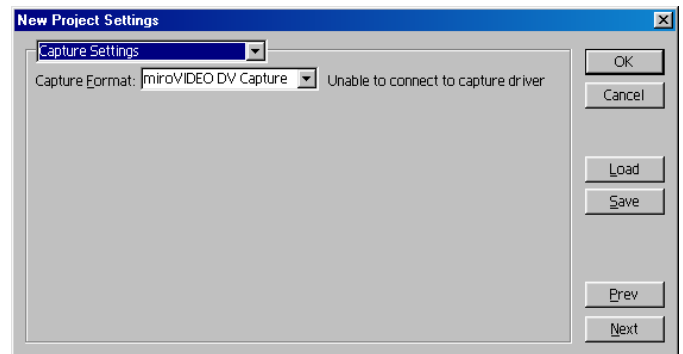 New Project Settings
Capture Settings
Capture Format: miroVIDEO DV Capture Unable to connect to capture driver
OK
Cancel
Load
Save
Prev
Next